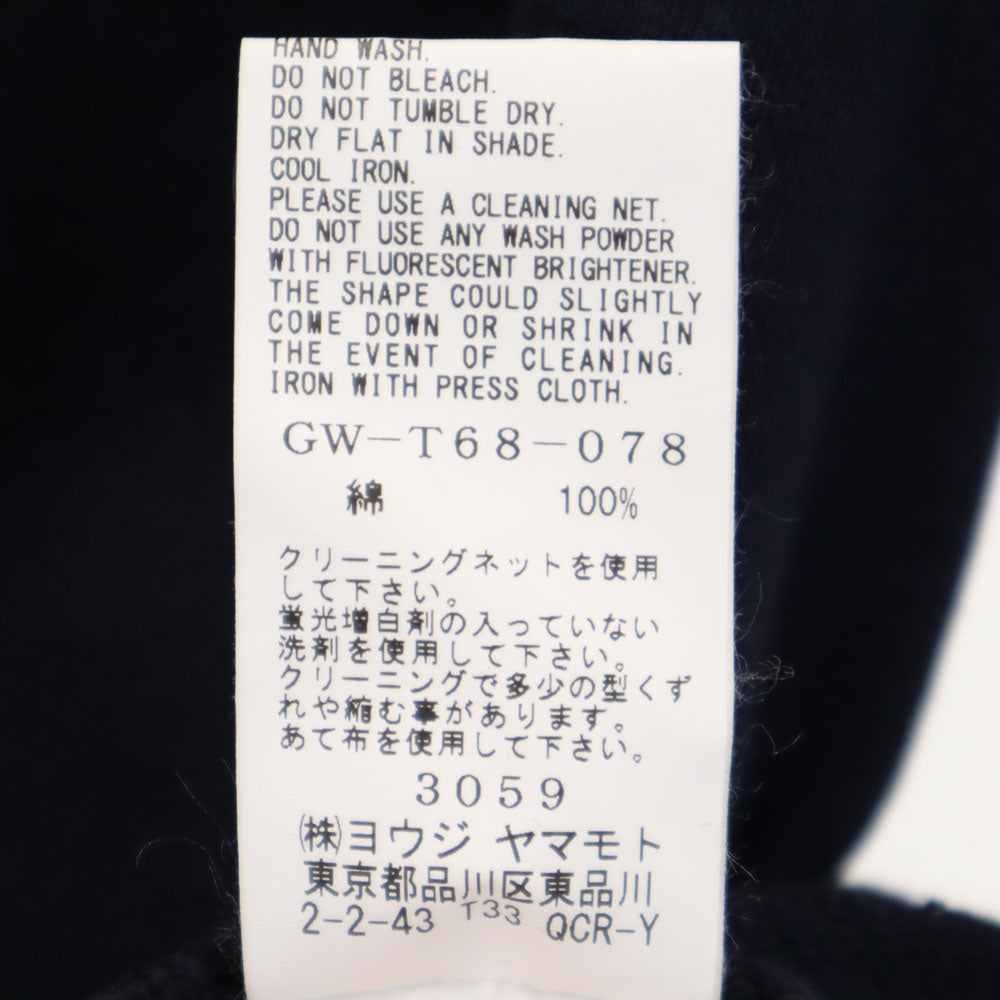 HAND WASH.
DO NOT BLEACH.
DO NOT TUMBLE DRY.
DRY FLAT IN SHADE.
COOL IRON.
PLEASE USE A CLEANING NET.
DO NOT USE ANY WASH POWDER
WITH FLUORESCENT BRIGHTENER.
THE SHAPE COULD SLIGHTLY
COME DOWN OR SHRINK IN
THE EVENT OF CLEANING.
IRON WITH PRESS CLOTH.
GW-T68-078
綿 100%
クリーニングネットを使用
して下さい。
蛍光増白剤の入っていない
洗剤を使用して下さい。
クリーニングで多少の型くず
れや縮む事があります。
あて布を使用して下さい。
3059
㈱ヨウジ ヤマモト
東京都品川区東品川
2-2-43 T33 QCR-Y